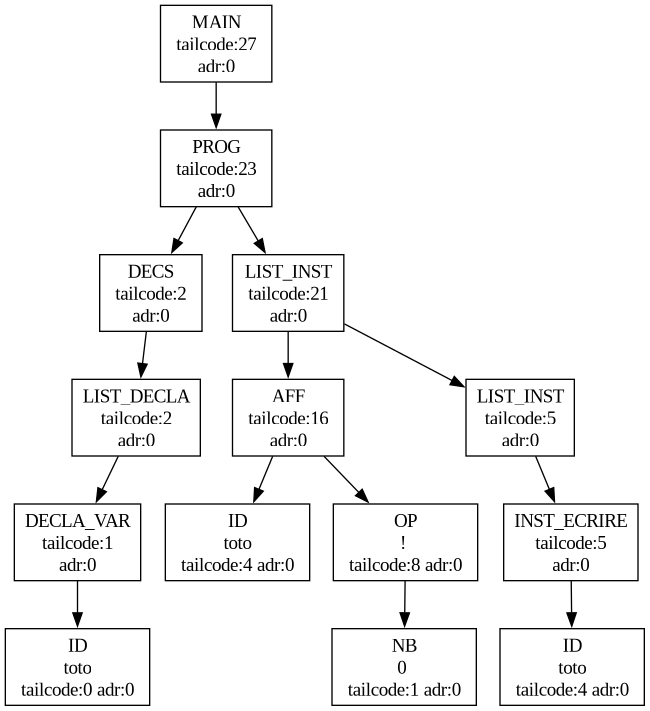 MAIN
tailcode:27
adr:0
PROG
tailcode:23
adr:0
DECS
tailcode:2
adr:0
LIST_INST
tailcode:21
adr:0
LIST_DECLA
tailcode:2
adr:0
AFF
tailcode:16
adr:0
LIST_INST
tailcode:5
adr:0
DECLA_VAR
tailcode:1
adr:0
ID
toto
tailcode:4 adr:0
OP
!
tailcode:8 adr:0
INST_ECRIRE
tailcode:5
adr:0
ID
toto
tailcode:0 adr:0
NB
0
tailcode:1 adr:0
ID
toto
tailcode:4 adr:0